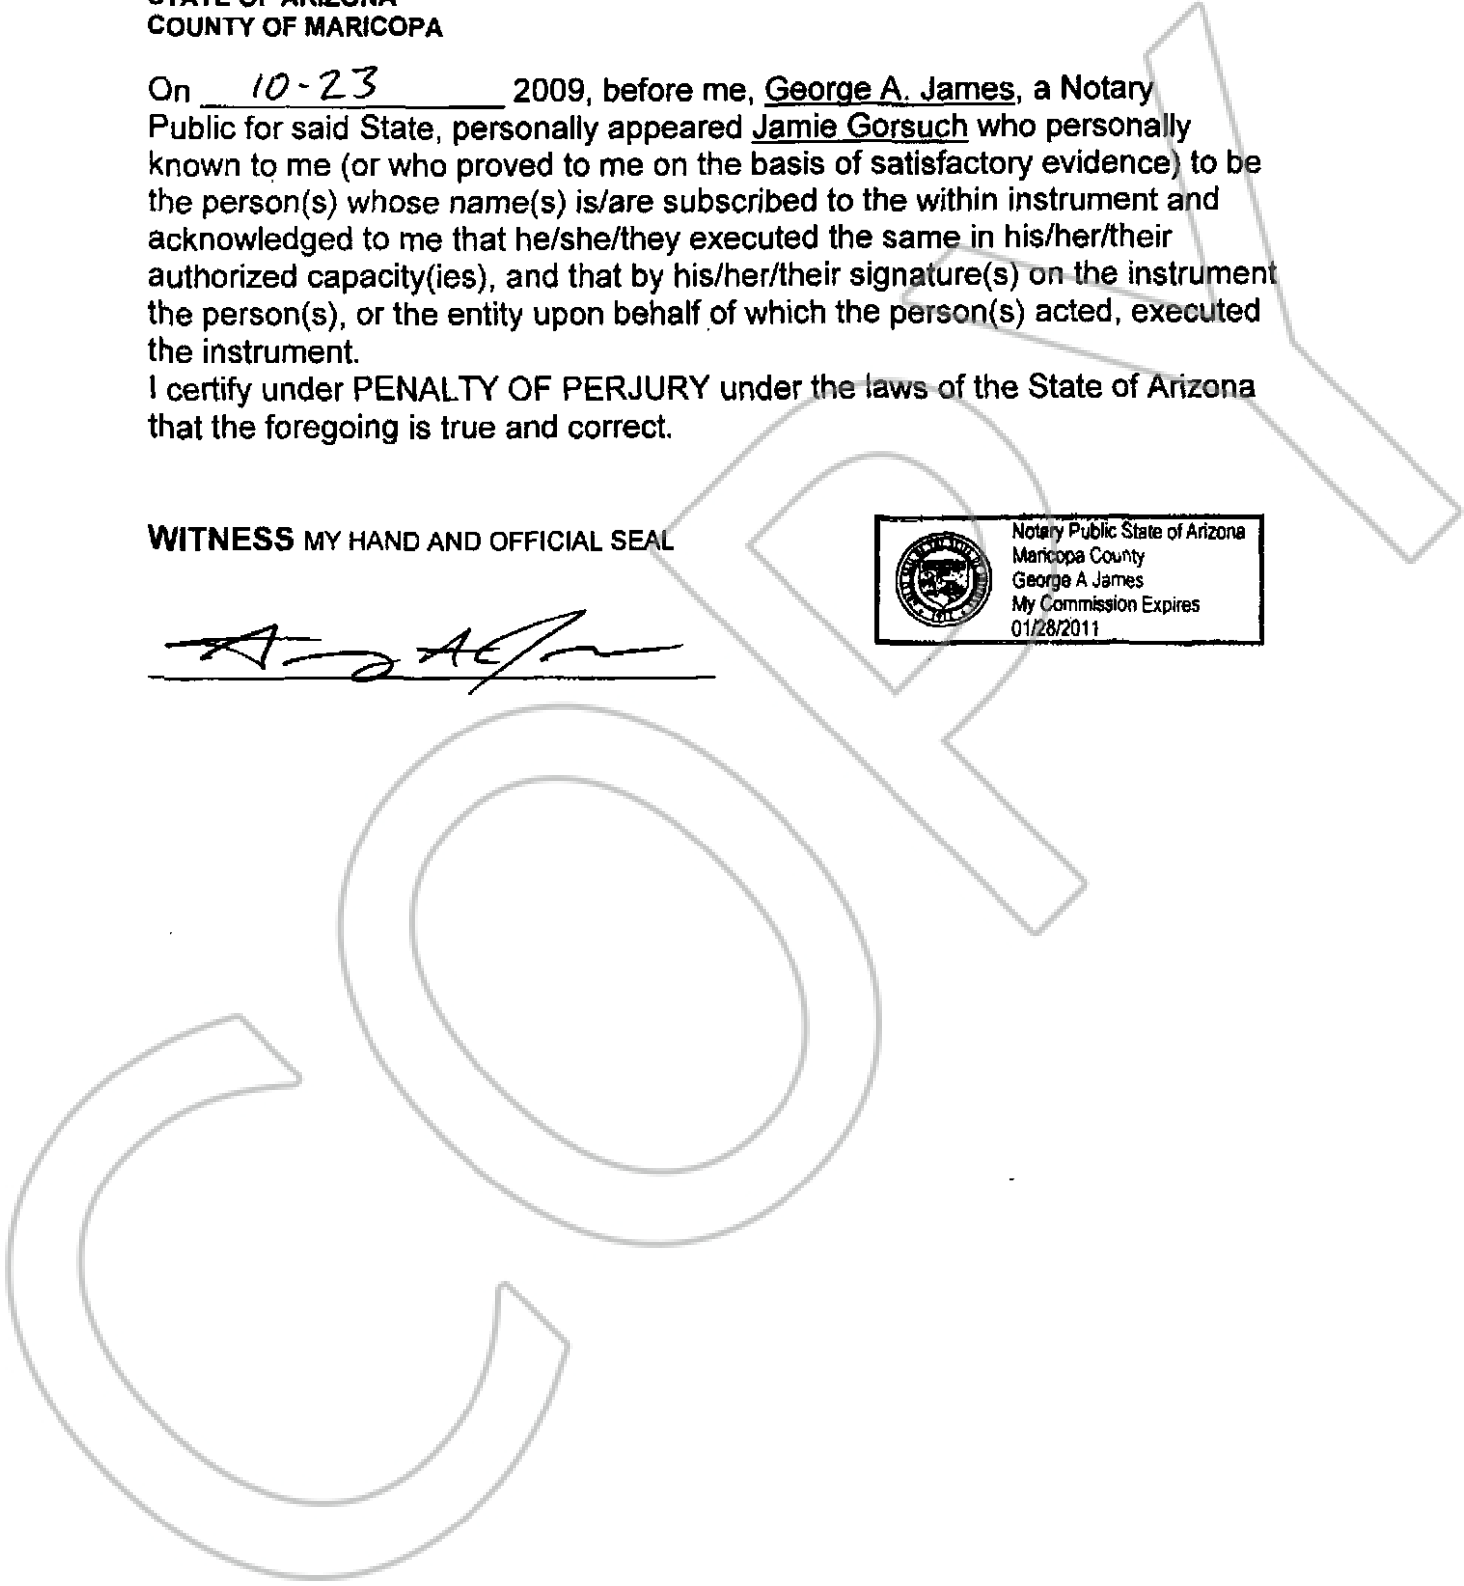 STATE OF ARIZONA
COUNTY OF MARICOPA
On 10-23 2009, before me, George A. James, a Notary
Public for said State, personally appeared Jamie Gorsuch who personally
known to me (or who proved to me on the basis of satisfactory evidence) to be
the person(s) whose name(s) is/are subscribed to the within instrument and
acknowledged to me that he/she/they executed the same in his/her/their
authorized capacity(ies), and that by his/her/their signature(s) on the instrument
the person(s), or the entity upon behalf of which the person(s) acted, executed
the instrument.
I certify under PENALTY OF PERJURY under the laws of the State of Arizona
that the foregoing is true and correct.
WITNESS MY HAND AND OFFICIAL SEAL
Notary Public State of Arizona
Maricopa County
George A James
My Commission Expires
01/28/2011
COPY